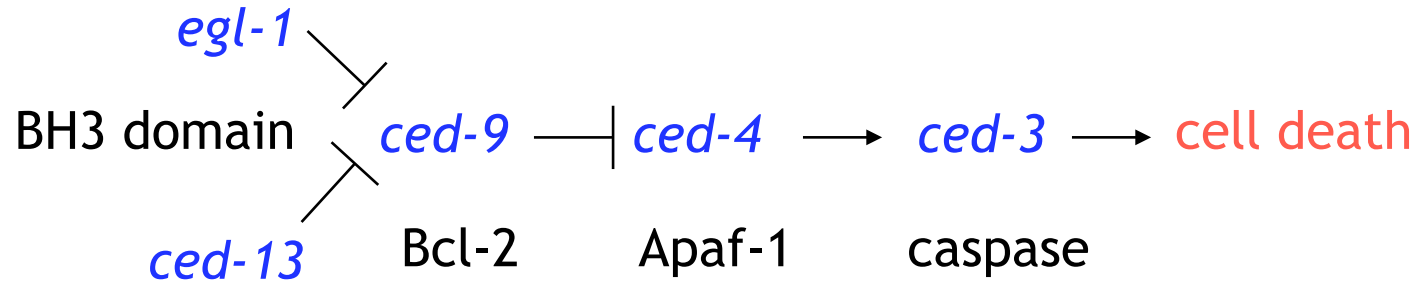 egl-1
BH3 domain ced-9 ced-4 ced-3 cell death
ced-13 Bcl-2 Apaf-1 caspase